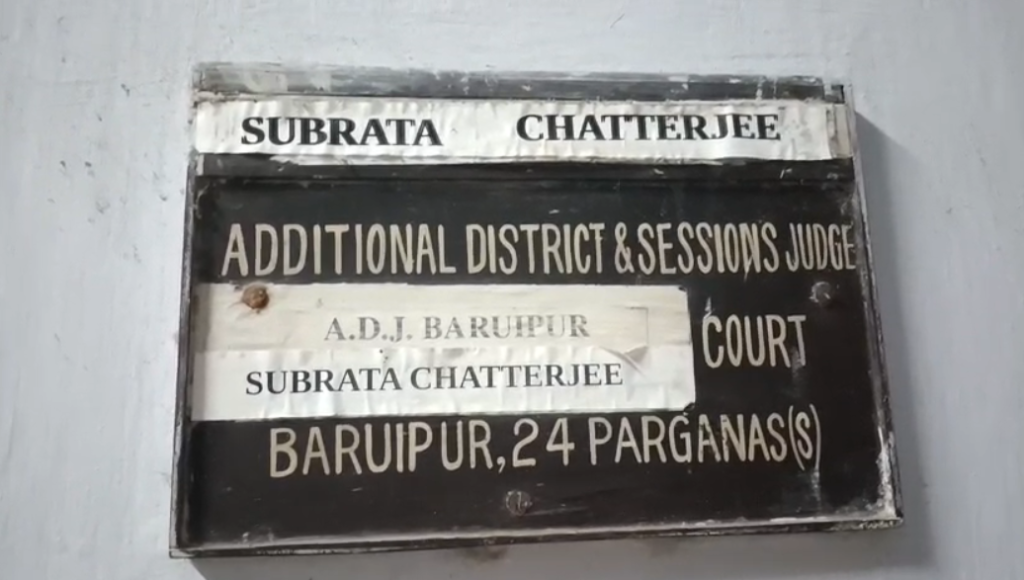 SUBRATA CHATTERJEE
ADDITIONAL DISTRICT & SESSIONS JUDGE
A.D.J. BARUIPUR
COURT
SUBRATA CHATTERJEE
BARUIPUR, 24 PARGANAS(S)